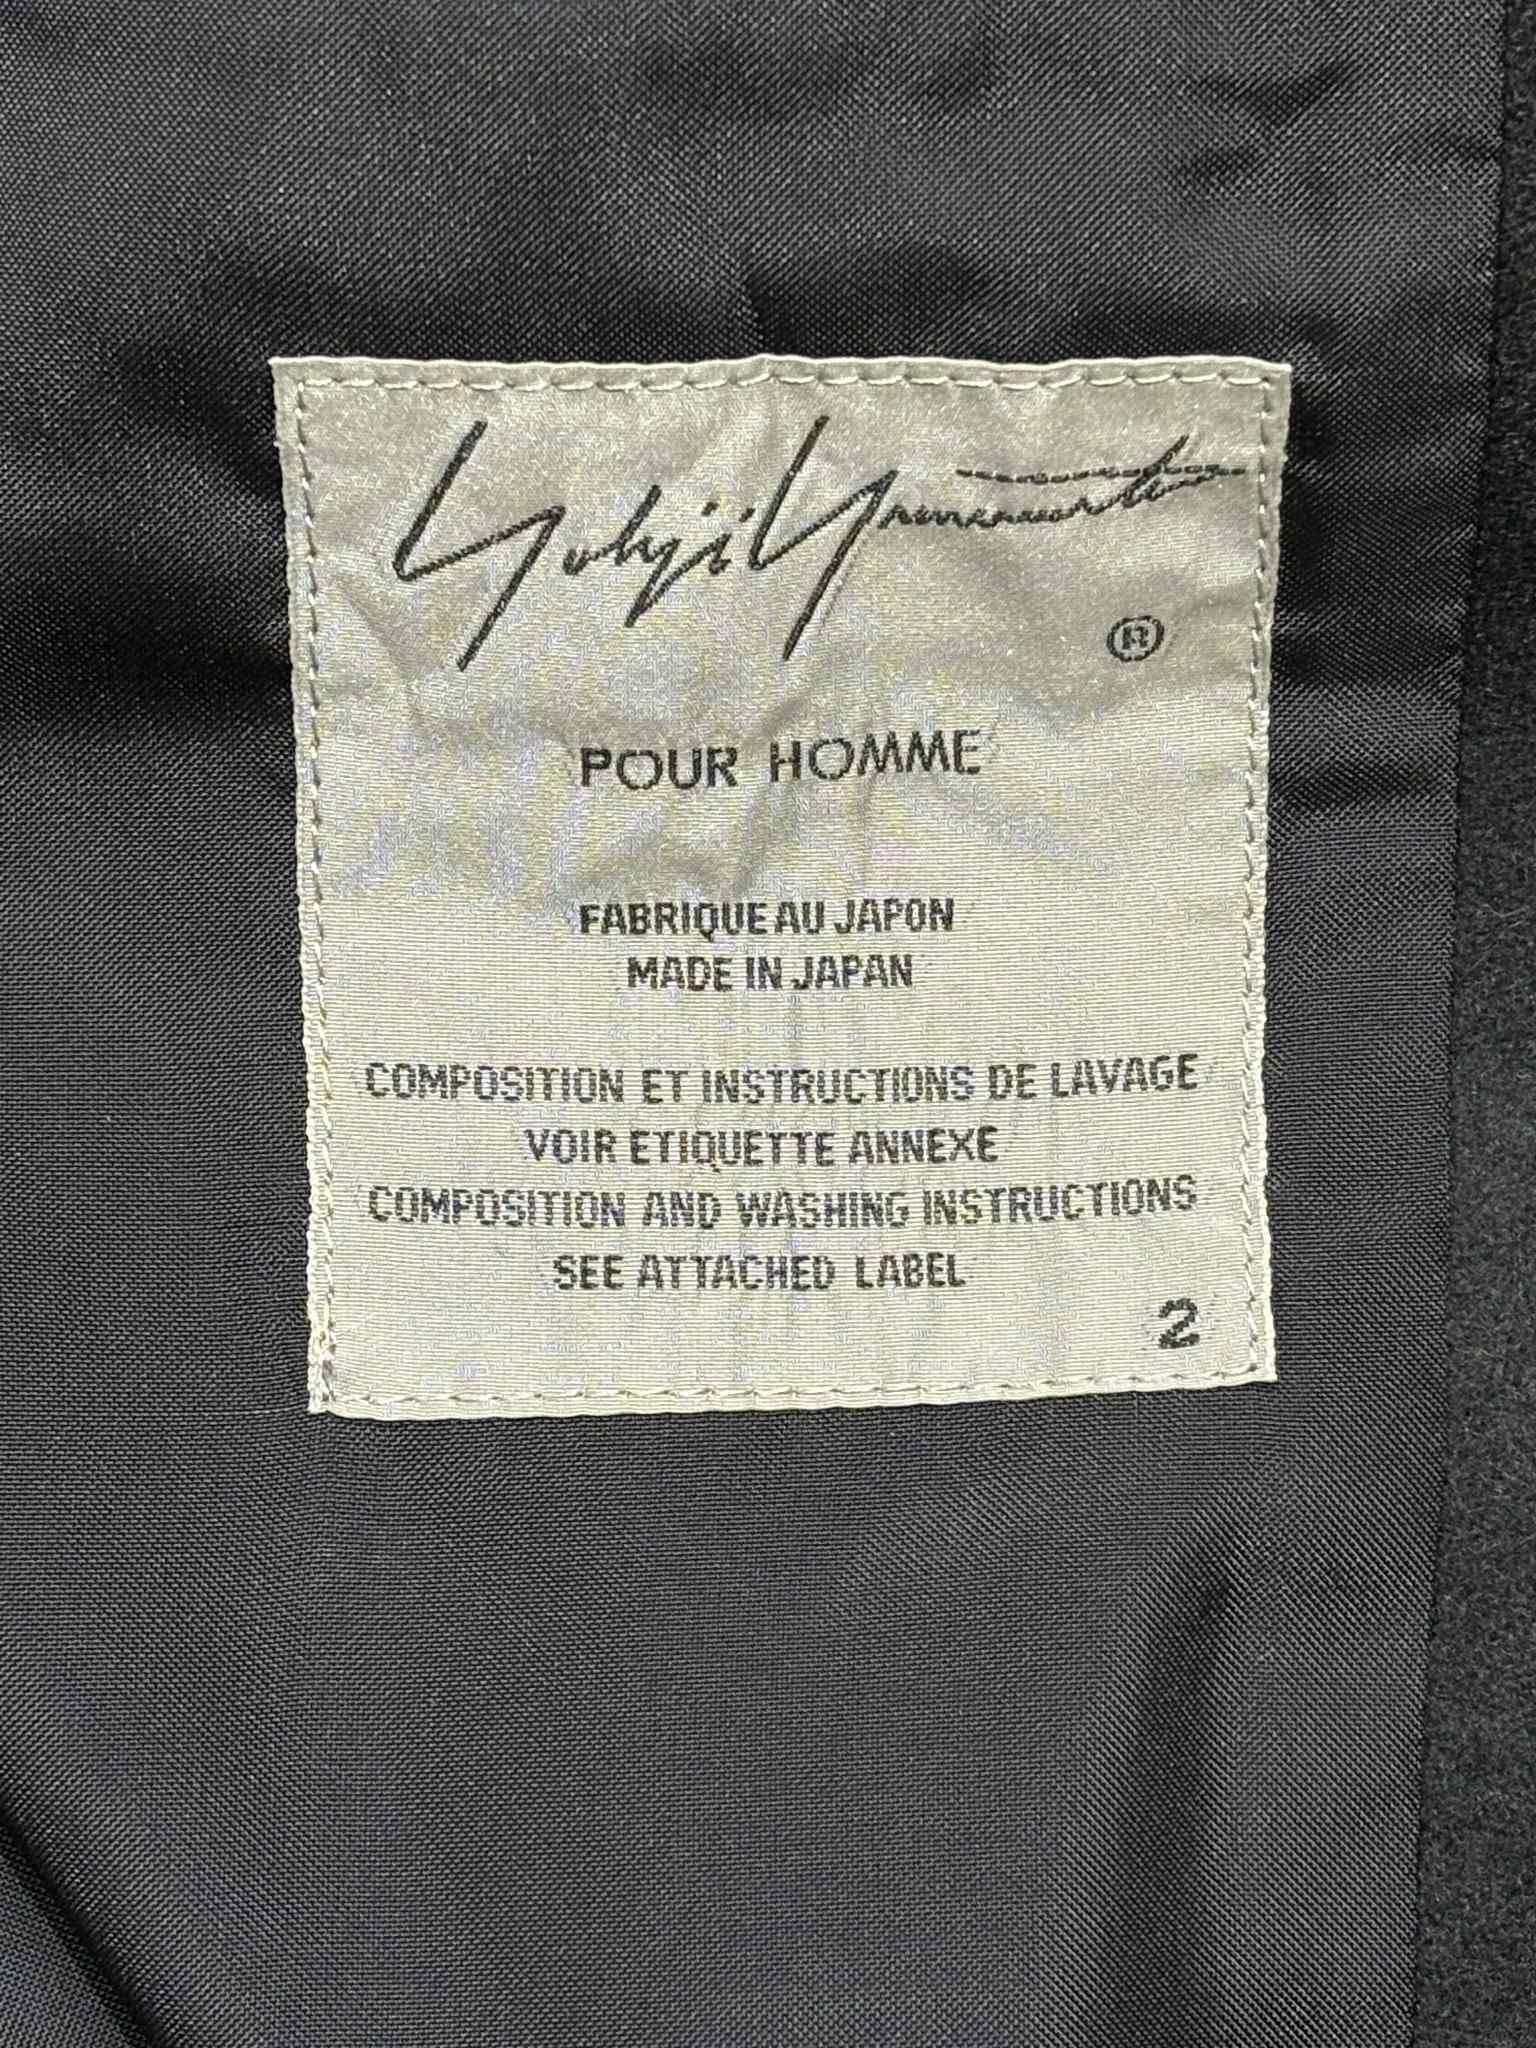 Yohji Yamamoto
®
POUR HOMME
FABRIQUE AU JAPON
MADE IN JAPAN
COMPOSITION ET INSTRUCTIONS DE LAVAGE
VOIR ETIQUETTE ANNEXE
COMPOSITION AND WASHING INSTRUCTIONS
SEE ATTACHED LABEL
2